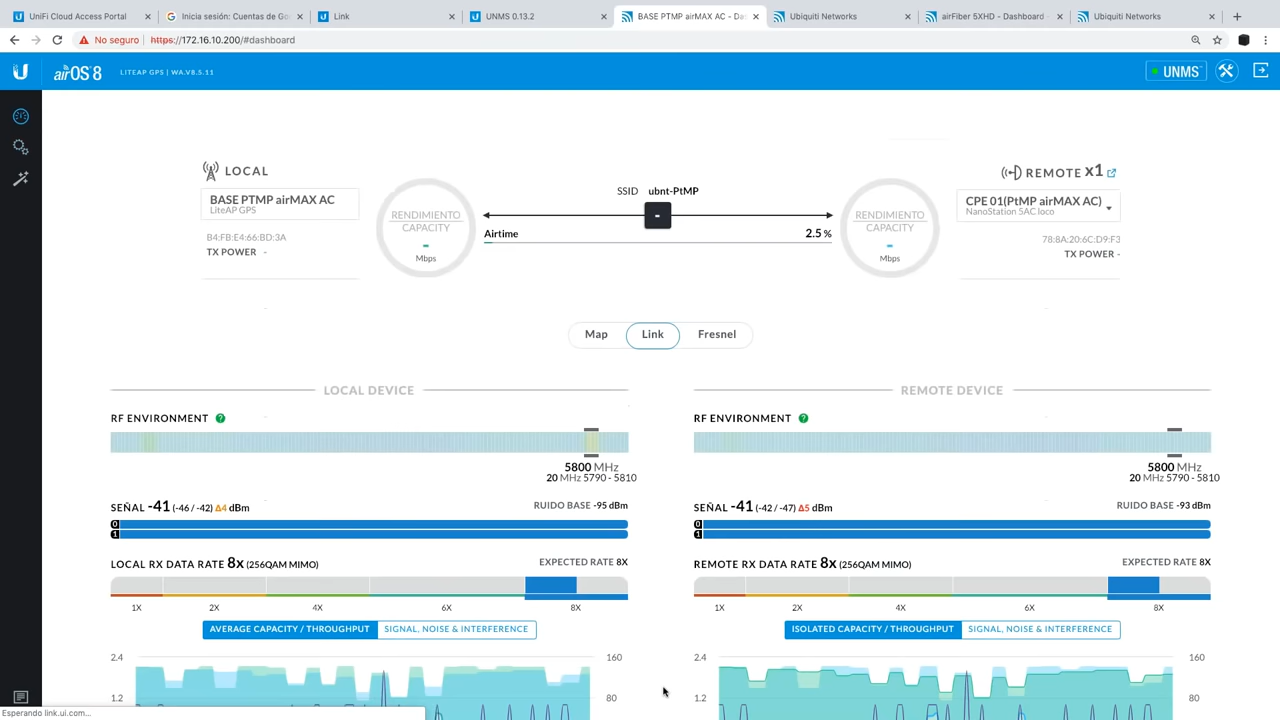 UniFi Cloud Access Portal
Inicia sesión: Cuentas de Go
Link
UNMS 0.13.2
BASE PTMP airMAX AC - Da
Ubiquiti Networks
airFiber 5XHD - Dashboard -
Ubiquiti Networks
No seguro https://172.16.10.200/#dashboard
airOS 8 LITEAP GPS | WA.V8.5.11 UNMS
LOCAL
BASE PTMP airMAX AC
LiteAP GPS
B4:FB:E4:66:BD:3A
TX POWER -
RENDIMIENTO
CAPACITY
-
Mbps
SSID ubnt-PtMP
-
Airtime 2.5 %
RENDIMIENTO
CAPACITY
-
Mbps
REMOTE x1
CPE 01(PtMP airMAX AC)
NanoStation 5AC loco
78:8A:20:6C:D9:F3
TX POWER -
Map Link Fresnel
LOCAL DEVICE
RF ENVIRONMENT ?
5800 MHz
20 MHz 5790 - 5810
SEÑAL -41 (-46 / -42) Δ4 dBm RUIDO BASE -95 dBm
0
1
LOCAL RX DATA RATE 8x (256QAM MIMO) EXPECTED RATE 8X
1X 2X 4X 6X 8X
AVERAGE CAPACITY / THROUGHPUT SIGNAL, NOISE & INTERFERENCE
2.4 160
1.2 80
REMOTE DEVICE
RF ENVIRONMENT ?
5800 MHz
20 MHz 5790 - 5810
SEÑAL -41 (-42 / -47) Δ5 dBm RUIDO BASE -93 dBm
0
1
REMOTE RX DATA RATE 8x (256QAM MIMO) EXPECTED RATE 8X
1X 2X 4X 6X 8X
ISOLATED CAPACITY / THROUGHPUT SIGNAL, NOISE & INTERFERENCE
2.4 160
1.2 80
Esperando link.ui.com...